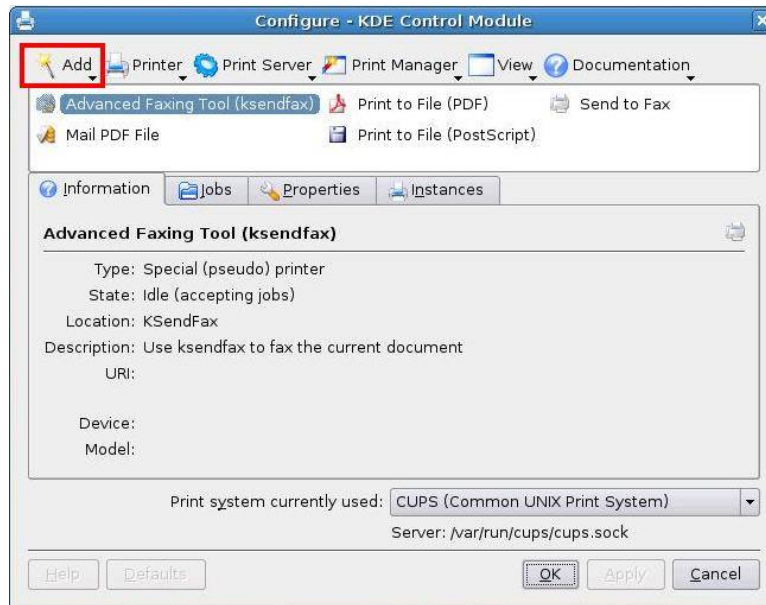 Configure - KDE Control Module
Add Printer Print Server Print Manager View Documentation
Advanced Faxing Tool (ksendfax) Print to File (PDF) Send to Fax
Mail PDF File Print to File (PostScript)
Information Jobs Properties Instances
Advanced Faxing Tool (ksendfax)
Type: Special (pseudo) printer
State: Idle (accepting jobs)
Location: KSendFax
Description: Use ksendfax to fax the current document
URI:
Device:
Model:
Print system currently used: CUPS (Common UNIX Print System)
Server: /var/run/cups/cups.sock
Help Defaults OK Apply Cancel